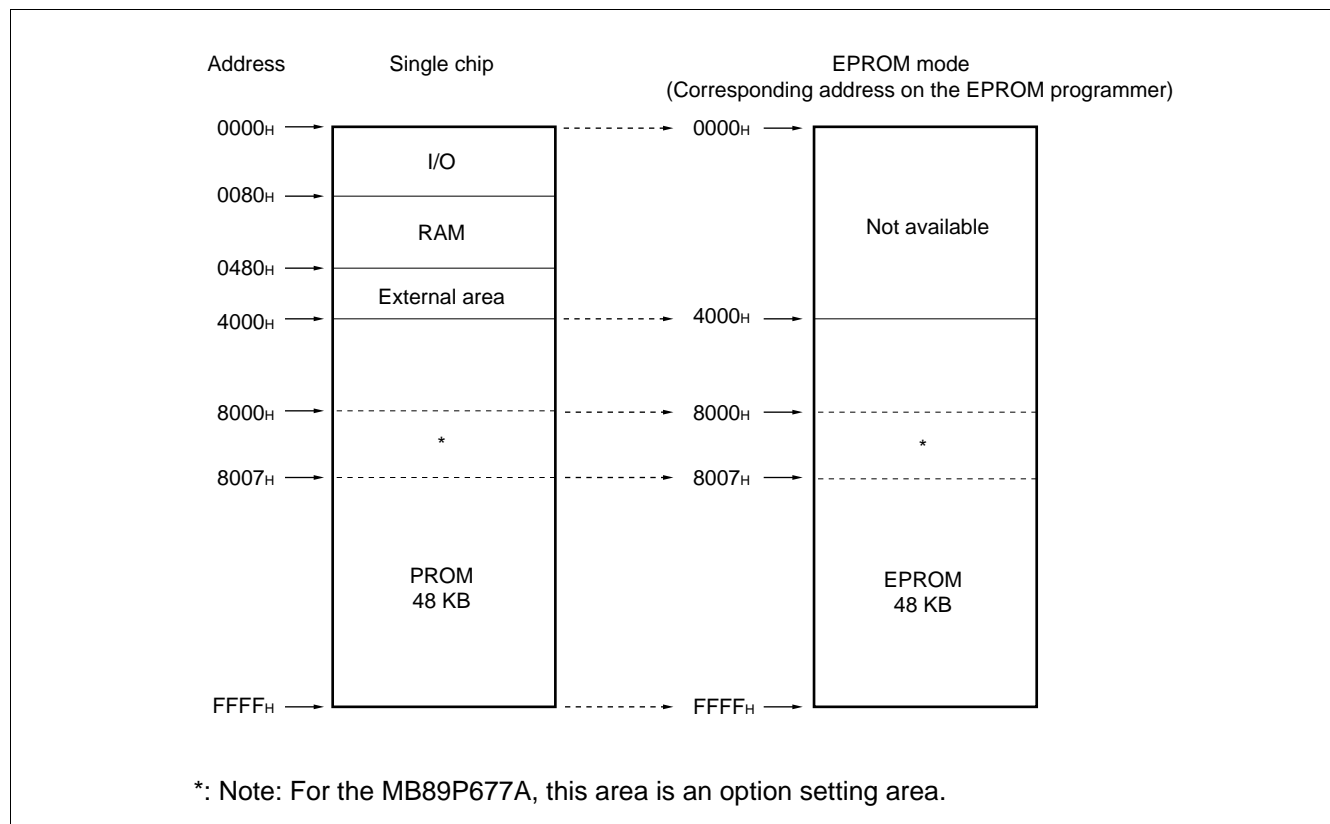 Address
Single chip
EPROM mode
(Corresponding address on the EPROM programmer)
0000H
0000H
I/O
0080H
RAM
Not available
0480H
External area
4000H
4000H
8000H
8000H
*
*
8007H
8007H
PROM
48 KB
EPROM
48 KB
FFFFH
FFFFH
*: Note: For the MB89P677A, this area is an option setting area.